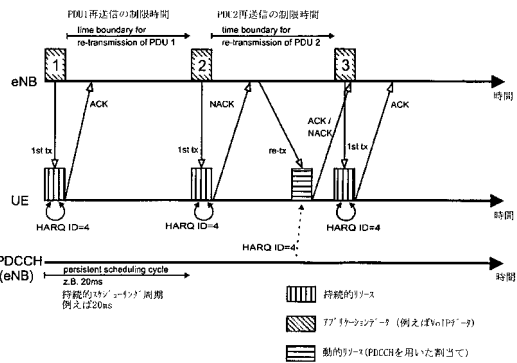 PDU1再送信の制限時間
PDU2再送信の制限時間
time boundary for
re-transmission of PDU 1
time boundary for
re-transmission of PDU 2
1
2
3
eNB
時間
ACK
NACK
ACK /
NACK
ACK
1st tx
1st tx
re-tx
1st tx
UE
時間
HARQ ID=4
HARQ ID=4
HARQ ID=4
HARQ ID=4
PDCCH
(eNB)
時間
persistent scheduling cycle
z.B. 20ms
持続的スケジューリング周期
例えば20ms
持続的リソース
アプリケーションデータ (例えばVoIPデータ)
動的リソース(PDCCHを用いた割当て)